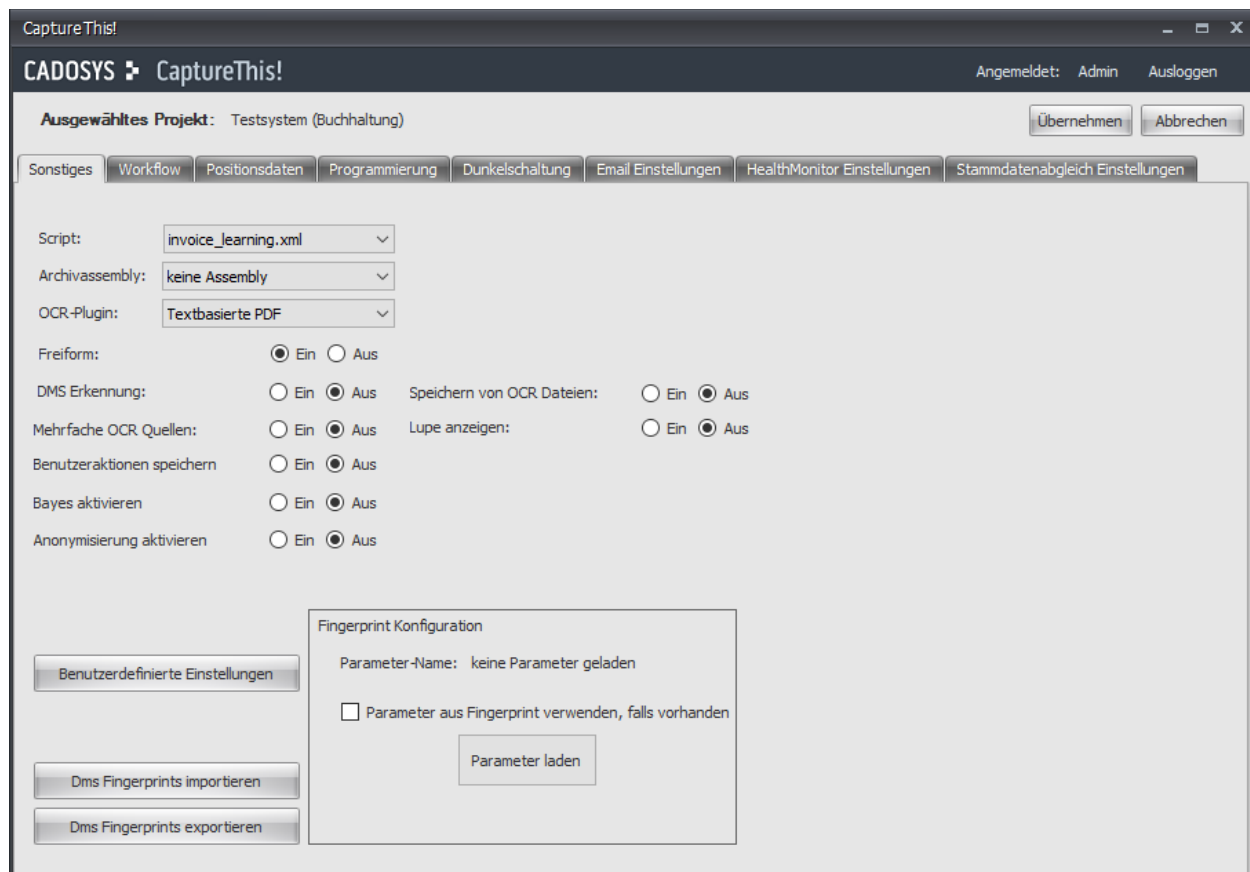 CaptureThis!
CADOSYS CaptureThis! Angemeldet: Admin Ausloggen
Ausgewähltes Projekt: Testsystem (Buchhaltung) Übernehmen Abbrechen
Sonstiges Workflow Positionsdaten Programmierung Dunkelschaltung Email Einstellungen HealthMonitor Einstellungen Stammdatenabgleich Einstellungen
Script: invoice_learning.xml
Archivassembly: keine Assembly
OCR-Plugin: Textbasierte PDF
Freiform: Ein Aus
DMS Erkennung: Ein Aus Speichern von OCR Dateien: Ein Aus
Mehrfache OCR Quellen: Ein Aus Lupe anzeigen: Ein Aus
Benutzeraktionen speichern Ein Aus
Bayes aktivieren Ein Aus
Anonymisierung aktivieren Ein Aus
Fingerprint Konfiguration
Parameter-Name: keine Parameter geladen
Benutzerdefinierte Einstellungen
Parameter aus Fingerprint verwenden, falls vorhanden
Parameter laden
Dms Fingerprints importieren
Dms Fingerprints exportieren